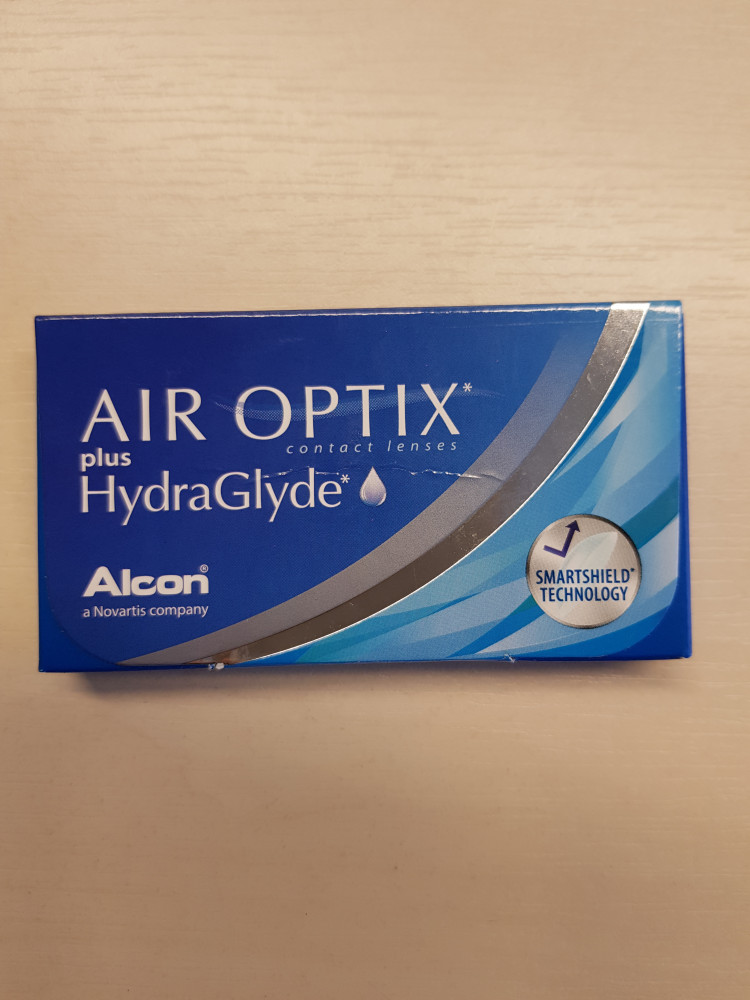 AIR OPTIX*
contact lenses
plus
HydraGlyde*
Alcon®
a Novartis company
SMARTSHIELD*
TECHNOLOGY